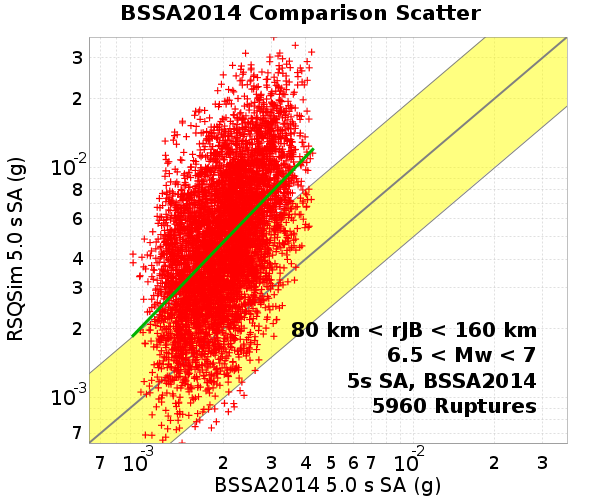 BSSA2014 Comparison Scatter
RSQSim 5.0 s SA (g)
3
2
10⁻²
8
6
4
3
2
10⁻³
7
80 km < rJB < 160 km
6.5 < Mw < 7
5s SA, BSSA2014
5960 Ruptures
7 10⁻³ 2 3 4 5 6 7 10⁻² 2 3
BSSA2014 5.0 s SA (g)